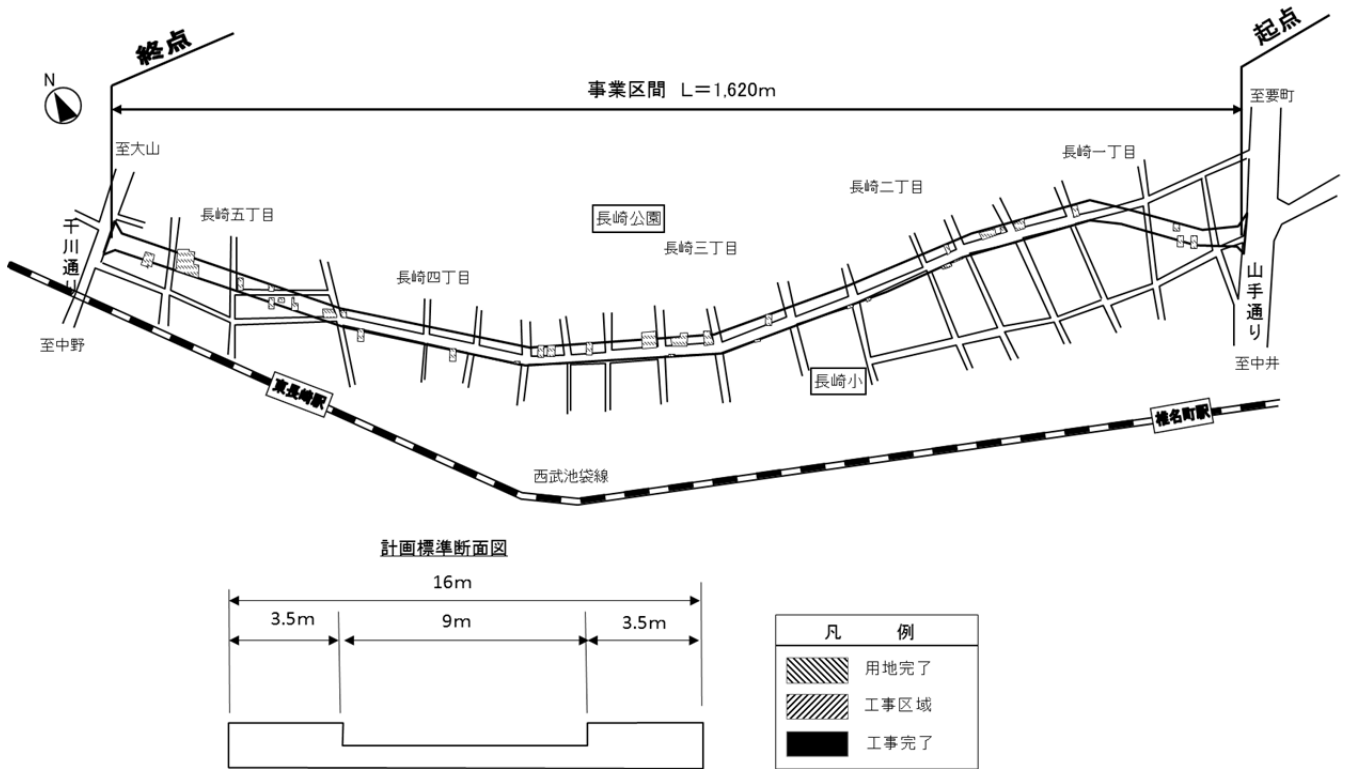 終点
起点
N
事業区間 L=1,620m
至要町
至大山
長崎一丁目
長崎二丁目
長崎五丁目
長崎公園
長崎三丁目
千川通り
長崎四丁目
山手通り
至中野
至中井
長崎小
東長崎駅
椎名町駅
西武池袋線
計画標準断面図
16m
3.5m
9m
3.5m
凡 例
用地完了
工事区域
工事完了